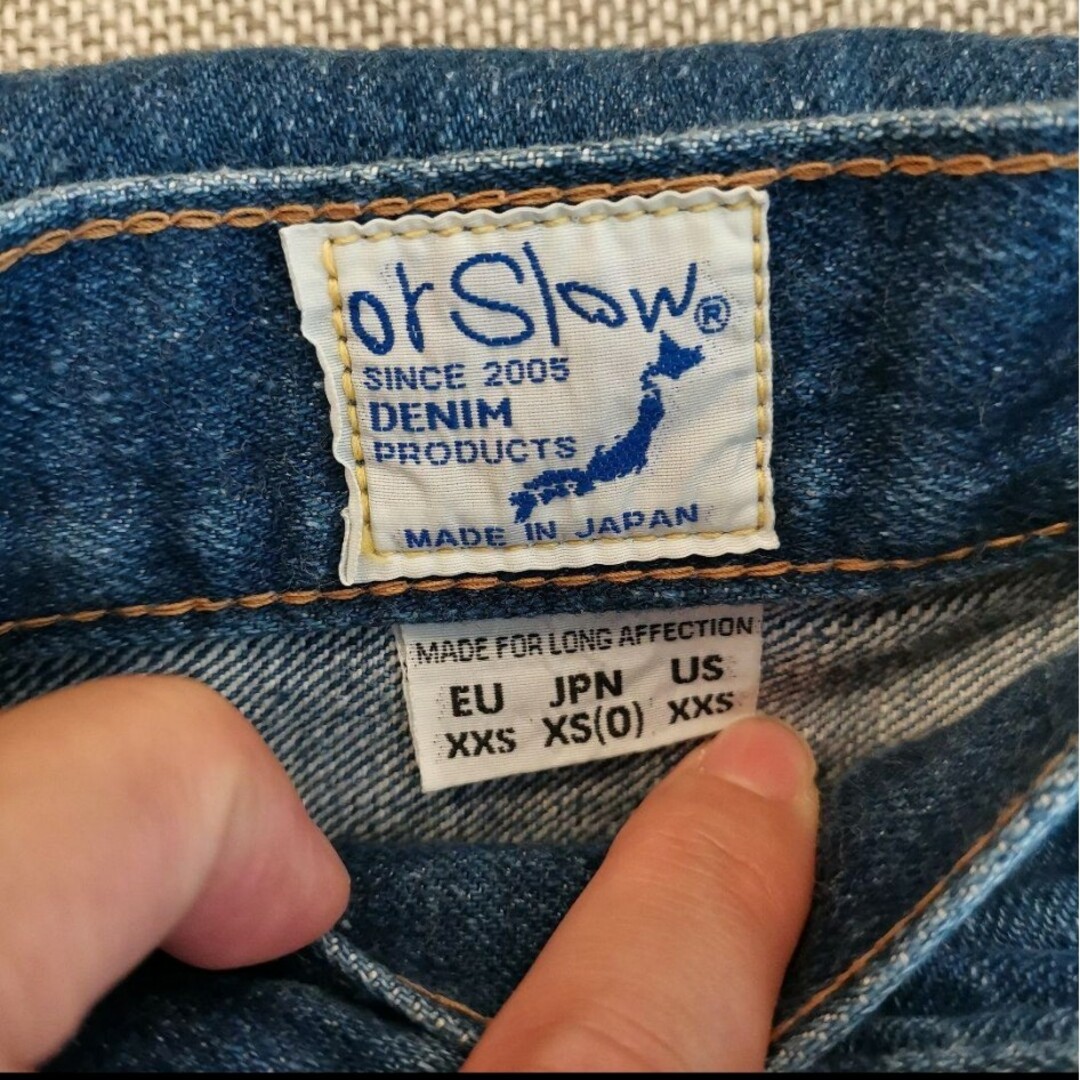 orSlow®
SINCE 2005
DENIM
PRODUCTS
MADE IN JAPAN
MADE FOR LONG AFFECTION
EU JPN US
XXS XS(0) XXS